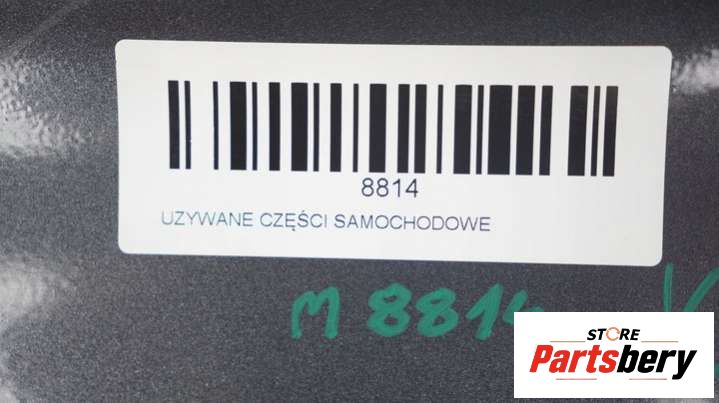 8814
UZYWANE CZĘŚCI SAMOCHODOWE
M 8814
STORE
Partsbery